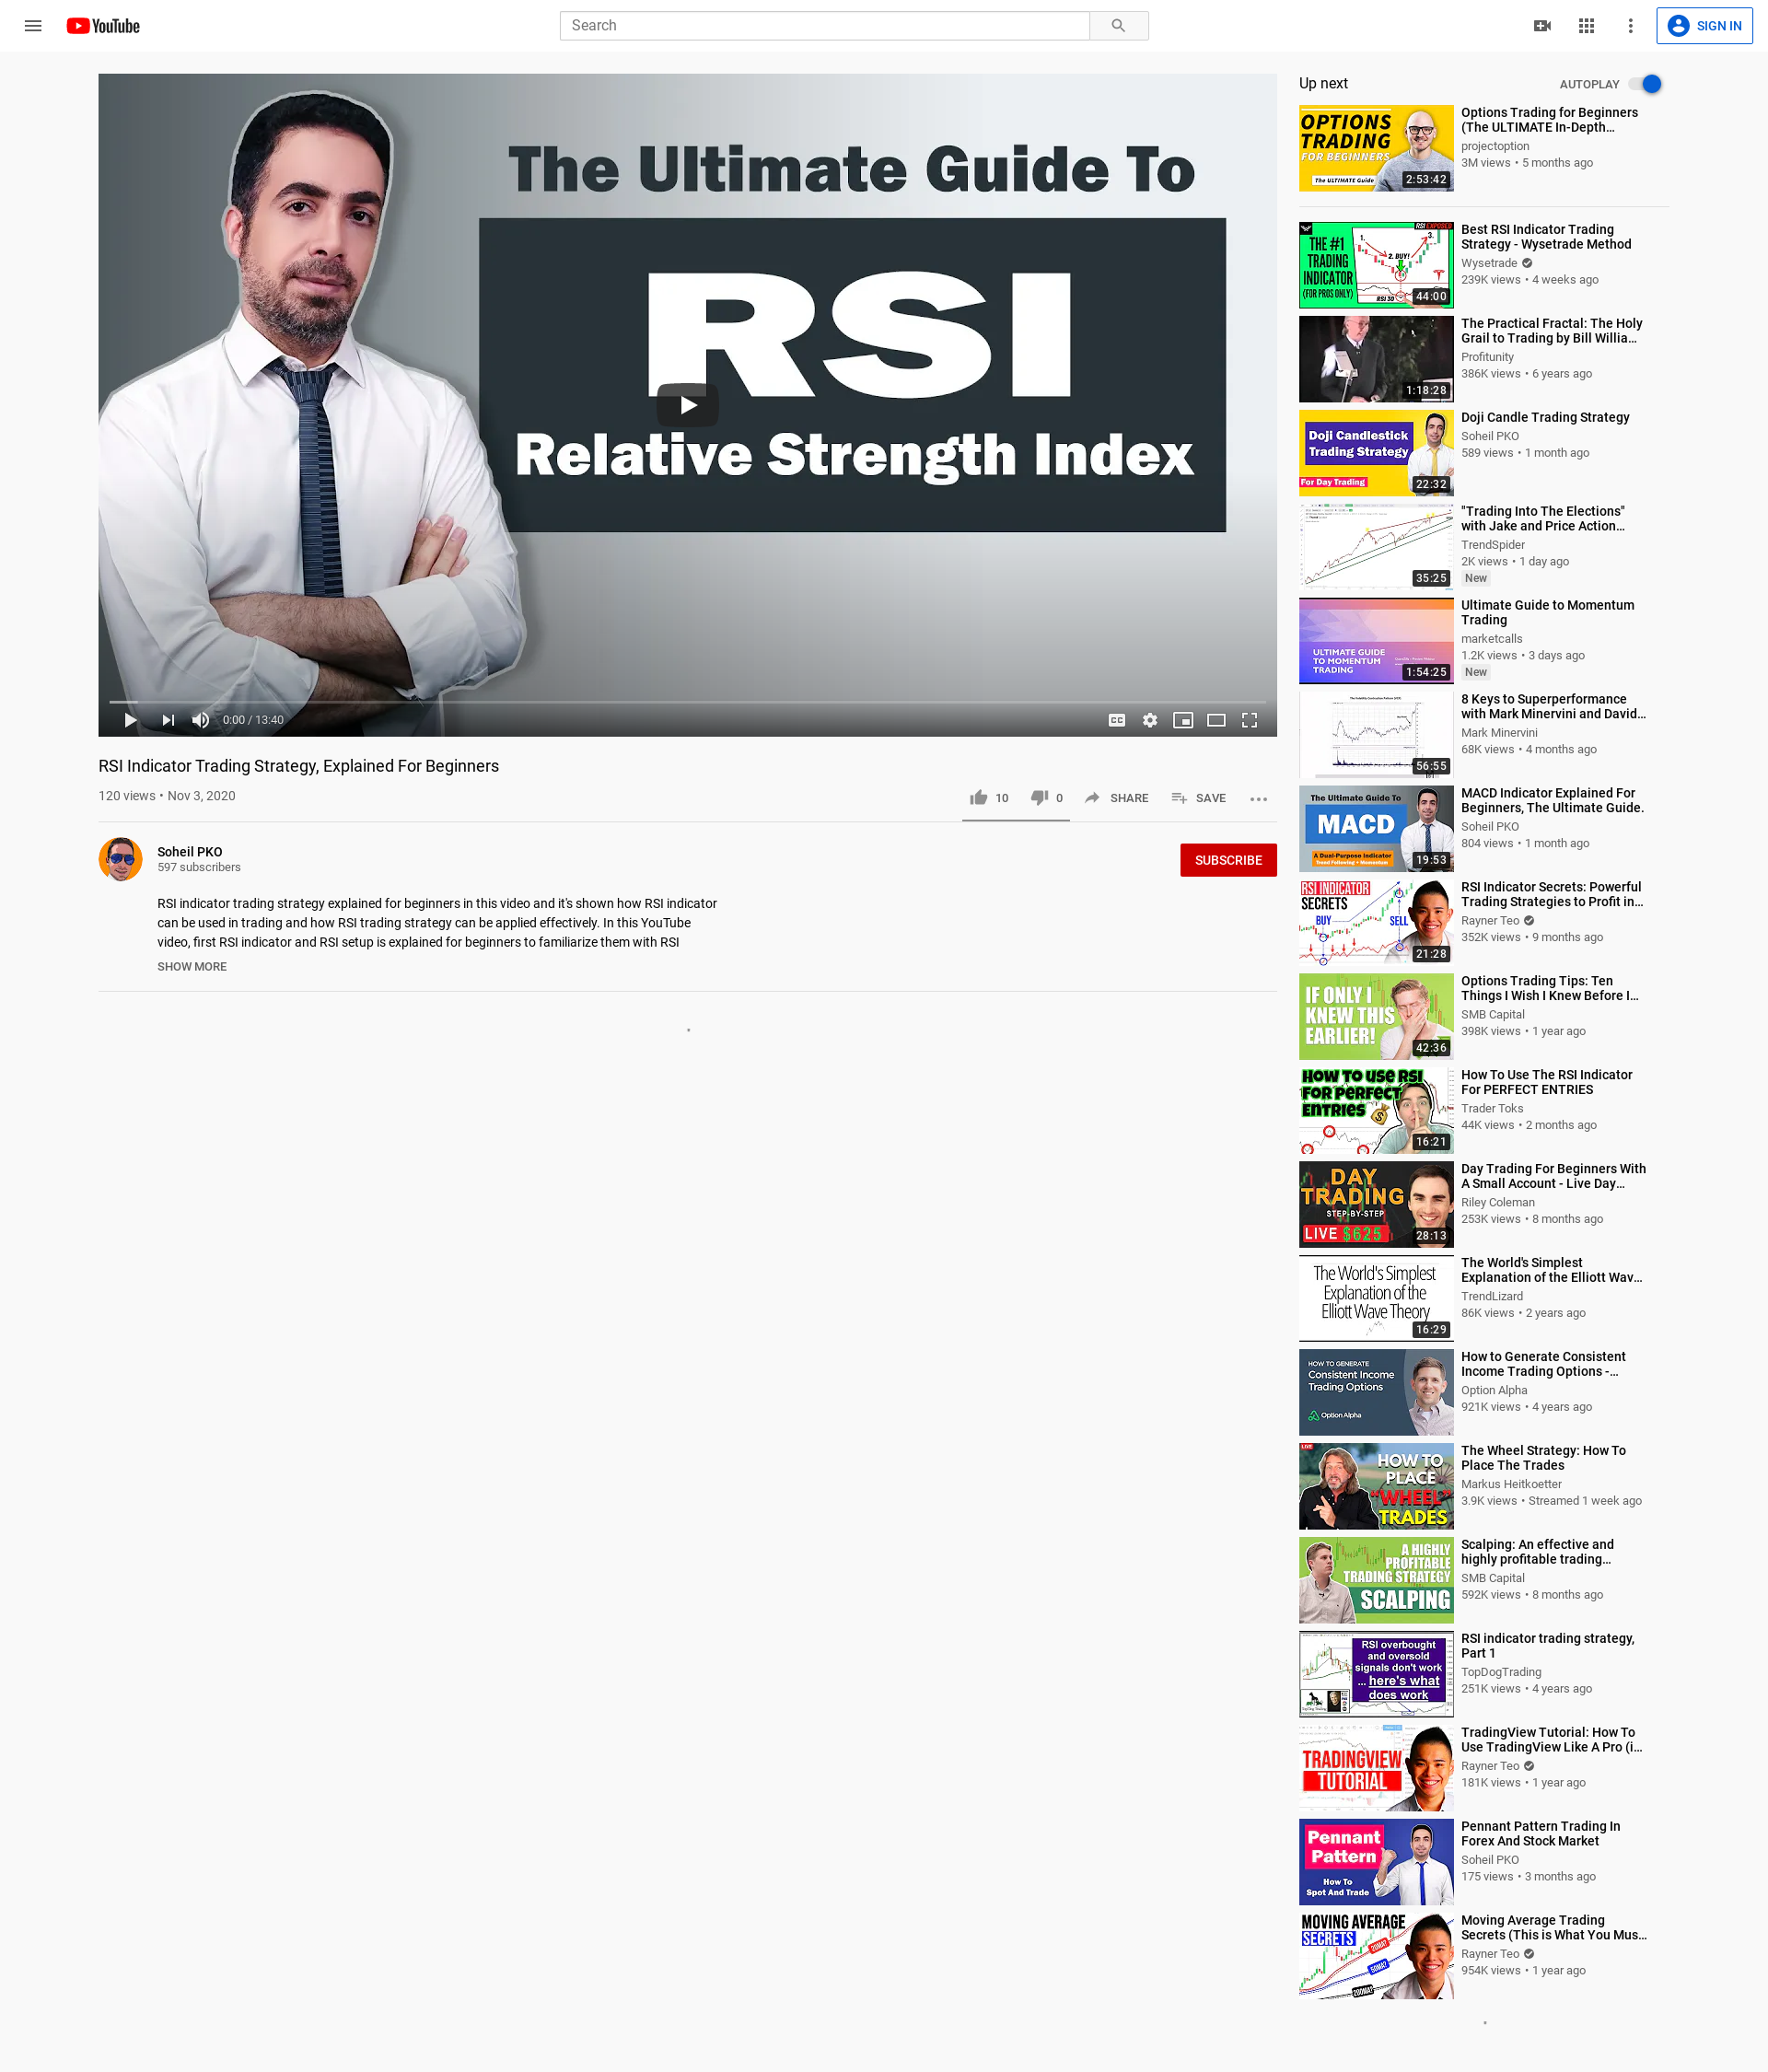 YouTube
Search
SIGN IN
The Ultimate Guide To
RSI
Relative Strength Index
0:00 / 13:40
RSI Indicator Trading Strategy, Explained For Beginners
120 views • Nov 3, 2020
10
0
SHARE
SAVE
Soheil PKO
597 subscribers
SUBSCRIBE
RSI indicator trading strategy explained for beginners in this video and it's shown how RSI indicator
can be used in trading and how RSI trading strategy can be applied effectively. In this YouTube
video, first RSI indicator and RSI setup is explained for beginners to familiarize them with RSI
SHOW MORE
Up next
AUTOPLAY
OPTIONS
TRADING
FOR BEGINNERS
The ULTIMATE Guide
2:53:42
Options Trading for Beginners
(The ULTIMATE In-Depth...
projectoption
3M views • 5 months ago
RSI EXPOSED
THE #1
TRADING
INDICATOR
(FOR PROS ONLY)
1.
2. BUY!
3.
RSI 30
44:00
Best RSI Indicator Trading
Strategy - Wysetrade Method
Wysetrade
239K views • 4 weeks ago
1:18:28
The Practical Fractal: The Holy
Grail to Trading by Bill Willia...
Profitunity
386K views • 6 years ago
Doji Candlestick
Trading Strategy
For Day Trading
22:32
Doji Candle Trading Strategy
Soheil PKO
589 views • 1 month ago
35:25
"Trading Into The Elections"
with Jake and Price Action...
TrendSpider
2K views • 1 day ago
New
ULTIMATE GUIDE
TO MOMENTUM
TRADING
1:54:25
Ultimate Guide to Momentum
Trading
marketcalls
1.2K views • 3 days ago
New
56:55
8 Keys to Superperformance
with Mark Minervini and David...
Mark Minervini
68K views • 4 months ago
The Ultimate Guide To
MACD
A Dual-Purpose Indicator
Trend Following + Momentum
19:53
MACD Indicator Explained For
Beginners, The Ultimate Guide.
Soheil PKO
804 views • 1 month ago
RSI INDICATOR
SECRETS
BUY
SELL
21:28
RSI Indicator Secrets: Powerful
Trading Strategies to Profit in...
Rayner Teo
352K views • 9 months ago
IF ONLY I
KNEW THIS
EARLIER!
42:36
Options Trading Tips: Ten
Things I Wish I Knew Before I...
SMB Capital
398K views • 1 year ago
HOW TO USE RSI
FOR PERFECT
ENTRIES
16:21
How To Use The RSI Indicator
For PERFECT ENTRIES
Trader Toks
44K views • 2 months ago
DAY
TRADING
STEP-BY-STEP
LIVE $625
28:13
Day Trading For Beginners With
A Small Account - Live Day...
Riley Coleman
253K views • 8 months ago
The World's Simplest
Explanation of the
Elliott Wave Theory
16:29
The World's Simplest
Explanation of the Elliott Wav...
TrendLizard
86K views • 2 years ago
HOW TO GENERATE
Consistent Income
Trading Options
Option Alpha
How to Generate Consistent
Income Trading Options -...
Option Alpha
921K views • 4 years ago
LIVE
HOW TO
PLACE
"WHEEL"
TRADES
The Wheel Strategy: How To
Place The Trades
Markus Heitkoetter
3.9K views • Streamed 1 week ago
A HIGHLY
PROFITABLE
TRADING STRATEGY
SCALPING
Scalping: An effective and
highly profitable trading...
SMB Capital
592K views • 8 months ago
RSI overbought
and oversold
signals don't work
... here's what
does work
RSI indicator trading strategy,
Part 1
TopDogTrading
251K views • 4 years ago
TRADINGVIEW
TUTORIAL
TradingView Tutorial: How To
Use TradingView Like A Pro (i...
Rayner Teo
181K views • 1 year ago
Pennant
Pattern
How To
Spot And Trade
Pennant Pattern Trading In
Forex And Stock Market
Soheil PKO
175 views • 3 months ago
MOVING AVERAGE
SECRETS
20MA?
50MA?
200MA?
Moving Average Trading
Secrets (This is What You Mus...
Rayner Teo
954K views • 1 year ago